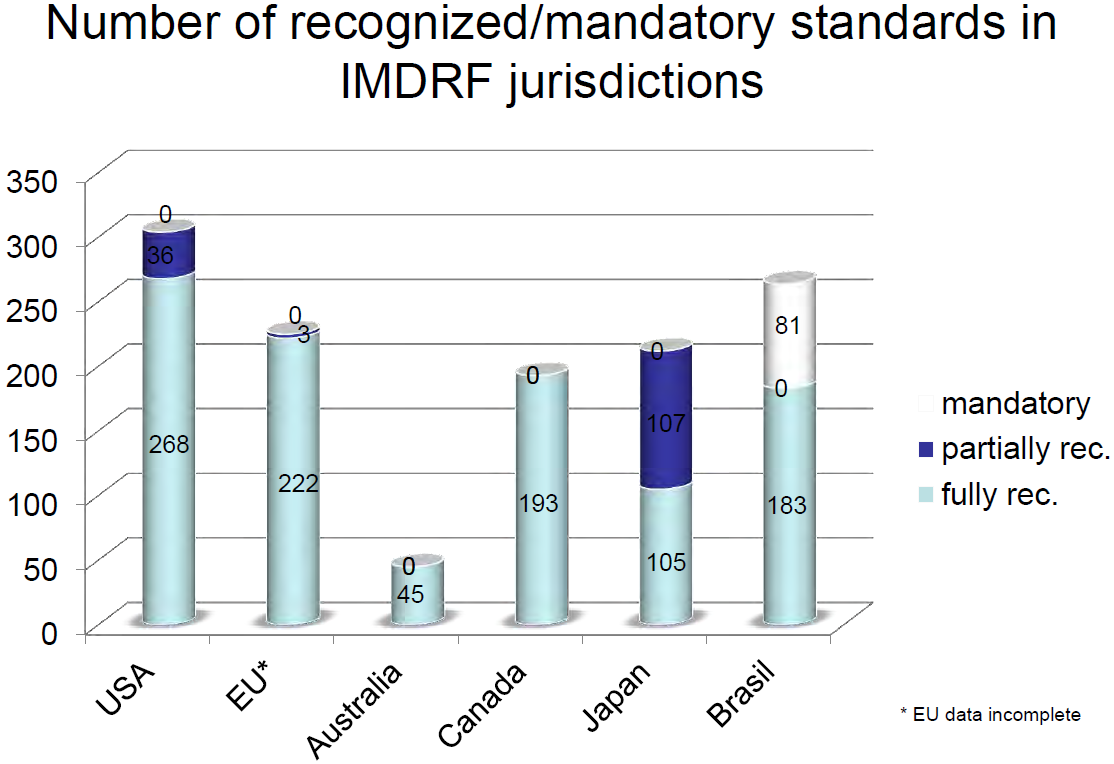 Number of recognized/mandatory standards in
IMDRF jurisdictions
350
300
250
200
150
100
50
0
0
36
268
0
3
222
0
45
0
193
0
107
105
81
0
183
mandatory
partially rec.
fully rec.
USA
EU*
Australia
Canada
Japan
Brasil
* EU data incomplete